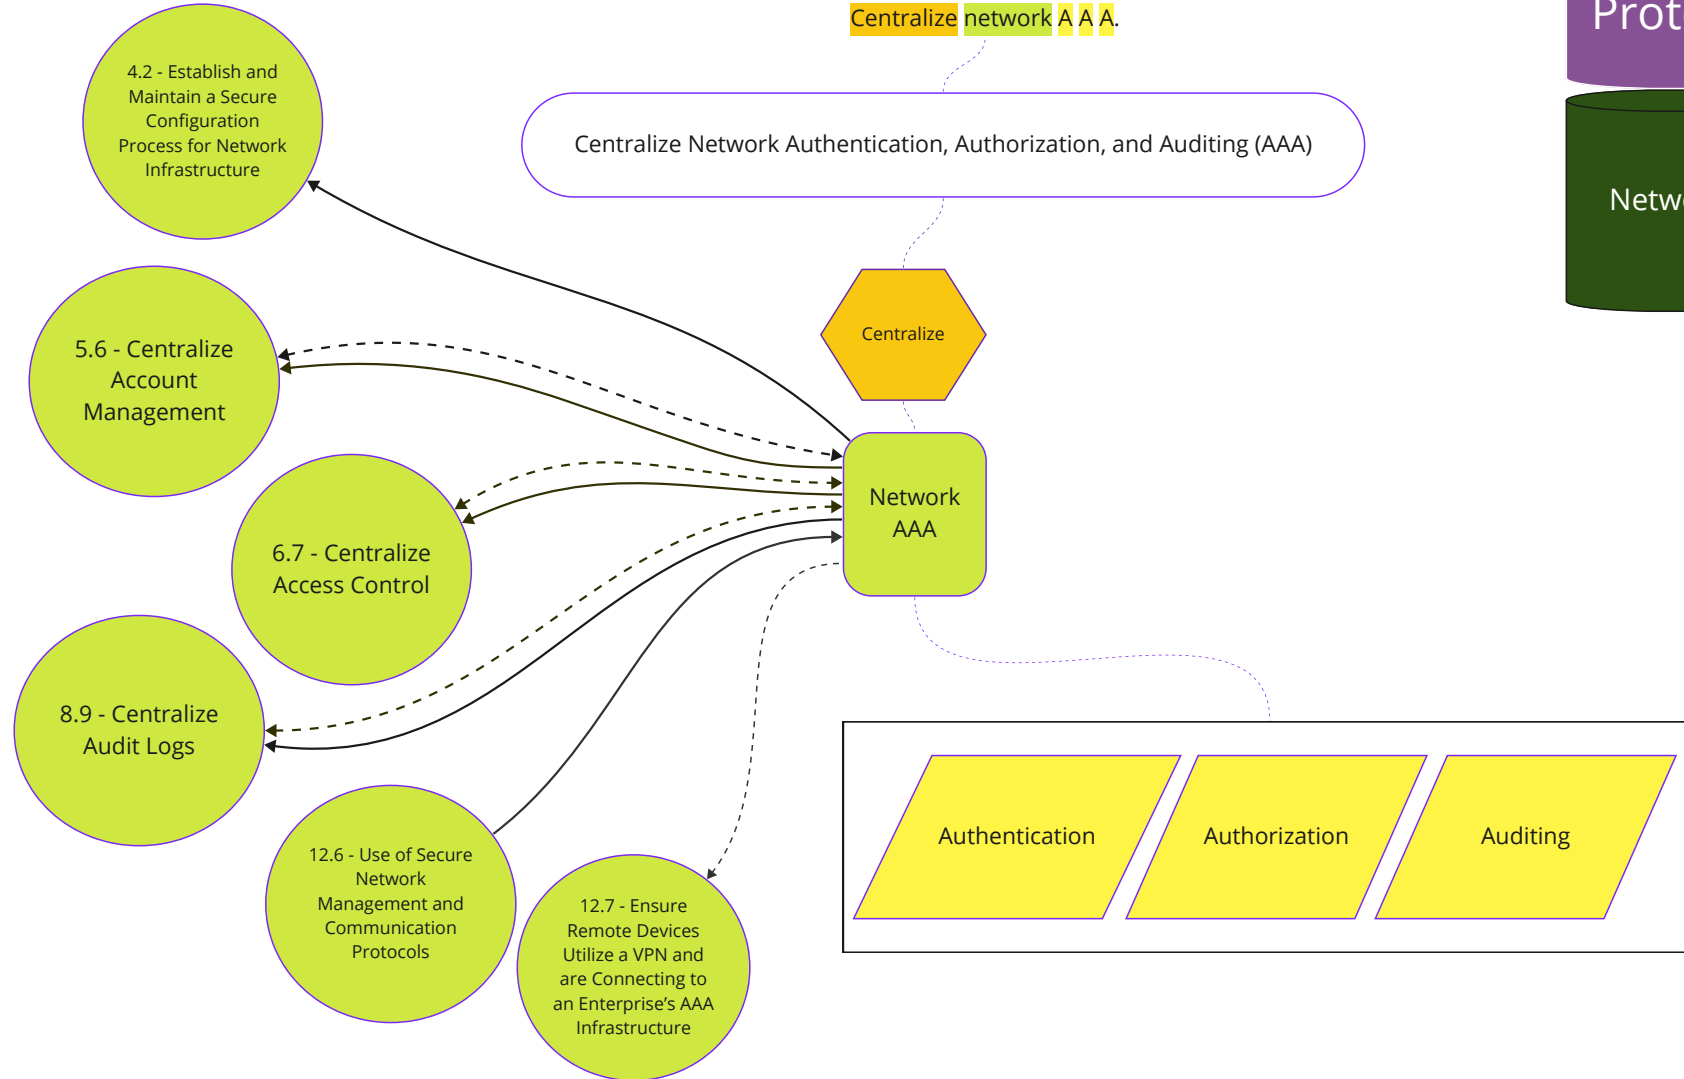 Centralize network A A A.
Centralize Network Authentication, Authorization, and Auditing (AAA)
Centralize
Network
AAA
4.2 - Establish and
Maintain a Secure
Configuration
Process for Network
Infrastructure
5.6 - Centralize
Account
Management
6.7 - Centralize
Access Control
8.9 - Centralize
Audit Logs
12.6 - Use of Secure
Network
Management and
Communication
Protocols
12.7 - Ensure
Remote Devices
Utilize a VPN and
are Connecting to
an Enterprise’s AAA
Infrastructure
Authentication
Authorization
Auditing